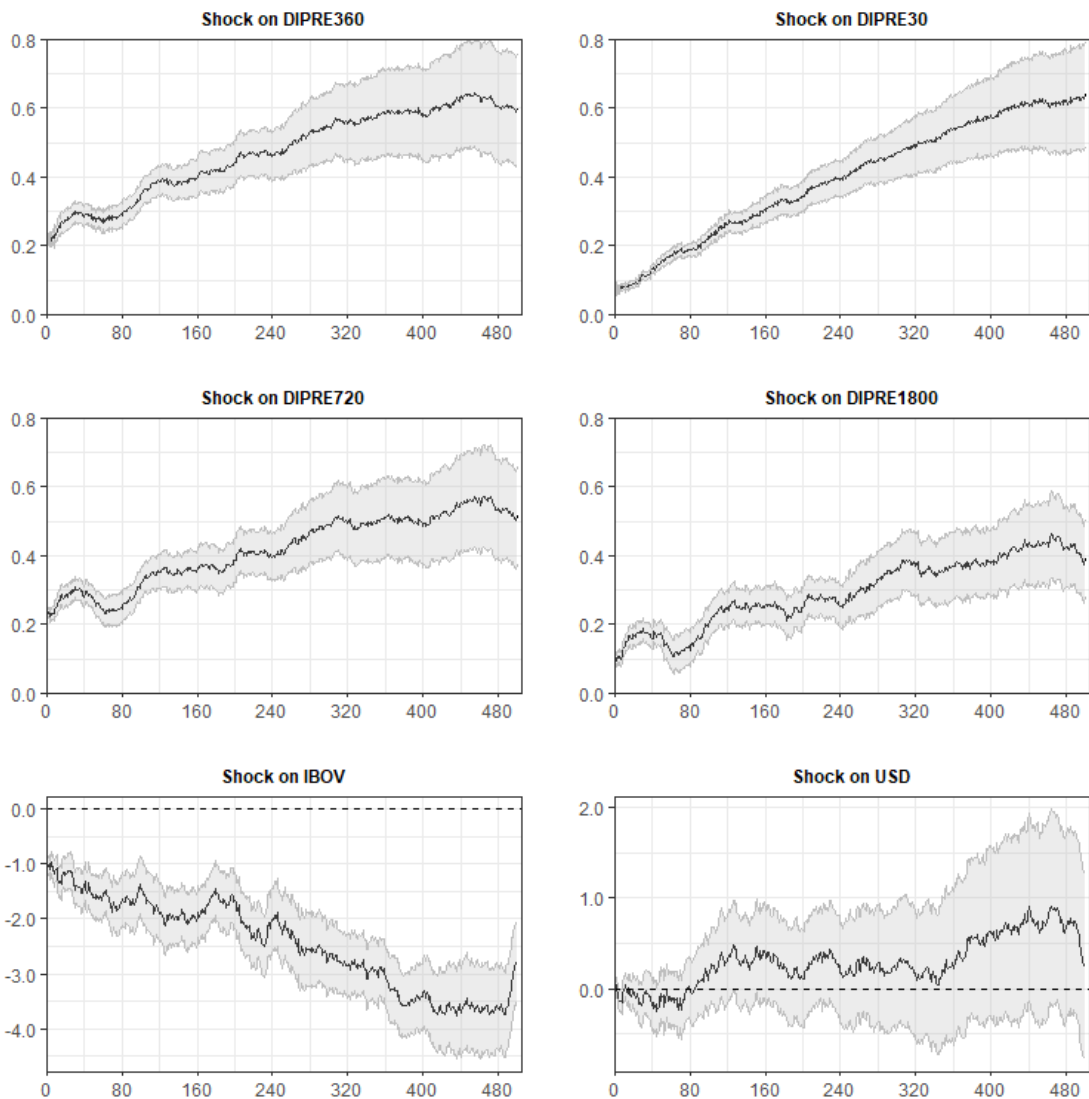 Shock on DIPRE360
0.8
0.6
0.4
0.2
0.0
0 80 160 240 320 400 480
Shock on DIPRE30
0.8
0.6
0.4
0.2
0.0
0 80 160 240 320 400 480
Shock on DIPRE720
0.8
0.6
0.4
0.2
0.0
0 80 160 240 320 400 480
Shock on DIPRE1800
0.8
0.6
0.4
0.2
0.0
0 80 160 240 320 400 480
Shock on IBOV
0.0
-1.0
-2.0
-3.0
-4.0
0 80 160 240 320 400 480
Shock on USD
2.0
1.0
0.0
0 80 160 240 320 400 480